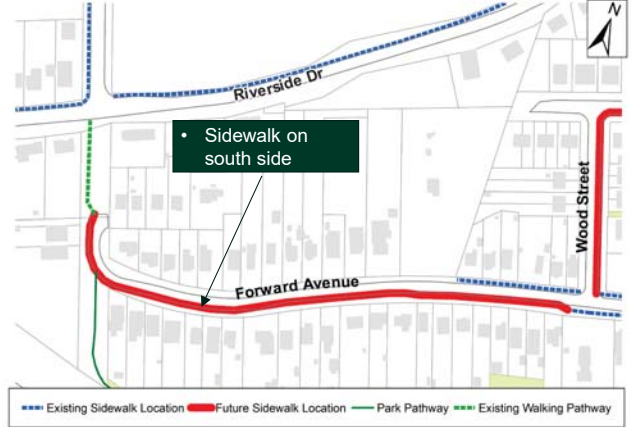 N
Riverside Dr
• Sidewalk on
south side
Wood Street
Forward Avenue
Existing Sidewalk Location Future Sidewalk Location Park Pathway Existing Walking Pathway